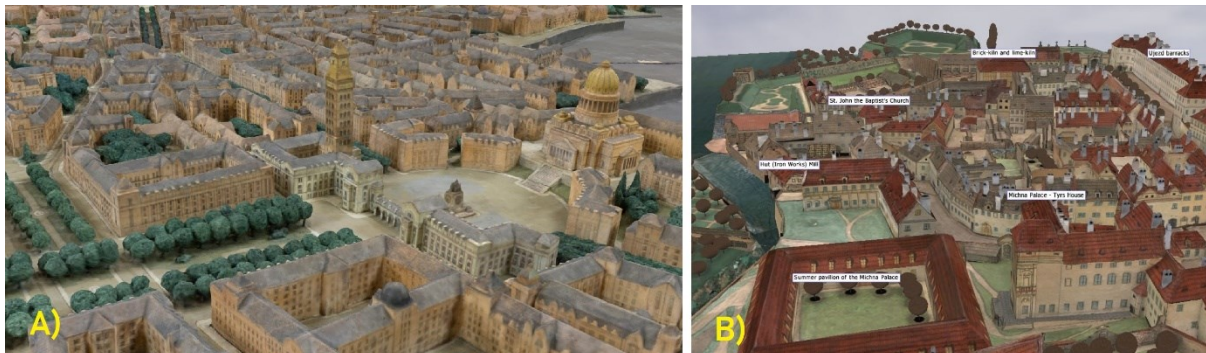 A)
Brick-kiln and lime-kiln
Ujezd barracks
St. John the Baptist's Church
Hut (Iron Works) Mill
Michna Palace - Tyrs House
Summer pavilion of the Michna Palace
B)